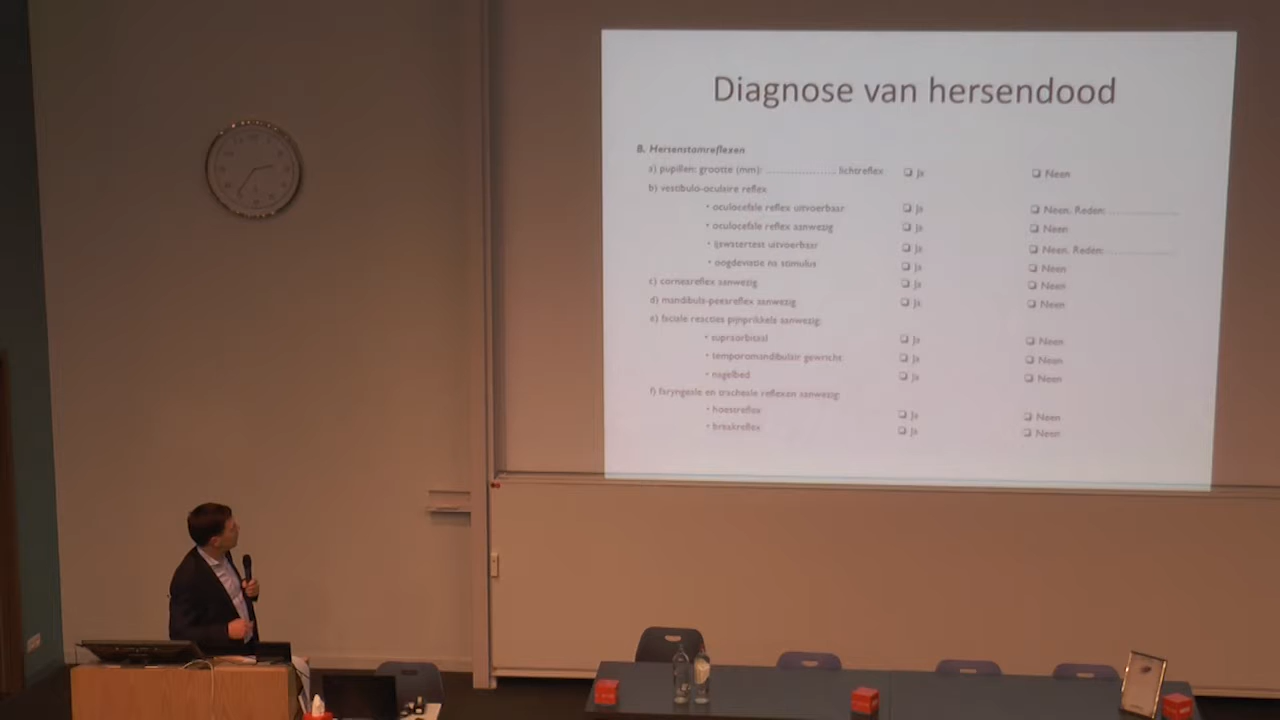 Diagnose van hersendood
B. Hersenstamreflexen
a) pupillen: grootte (mm): .................... lichtreflex ❑ Ja ❑ Neen
b) vestibulo-oculaire reflex
• oculocefale reflex uitvoerbaar ❑ Ja ❑ Neen. Reden: ....................
• oculocefale reflex aanwezig ❑ Ja ❑ Neen
• ijswatertest uitvoerbaar ❑ Ja ❑ Neen. Reden: ....................
• oogdeviatie na stimulus ❑ Ja ❑ Neen
c) corneareflex aanwezig ❑ Ja ❑ Neen
d) mandibula-peesreflex aanwezig ❑ Ja ❑ Neen
e) faciale reacties pijnprikkels aanwezig:
• supraorbitaal ❑ Ja ❑ Neen
• temporomandibulair gewricht ❑ Ja ❑ Neen
• nagelbed ❑ Ja ❑ Neen
f) faryngeale en tracheale reflexen aanwezig:
• hoestreflex ❑ Ja ❑ Neen
• braakreflex ❑ Ja ❑ Neen